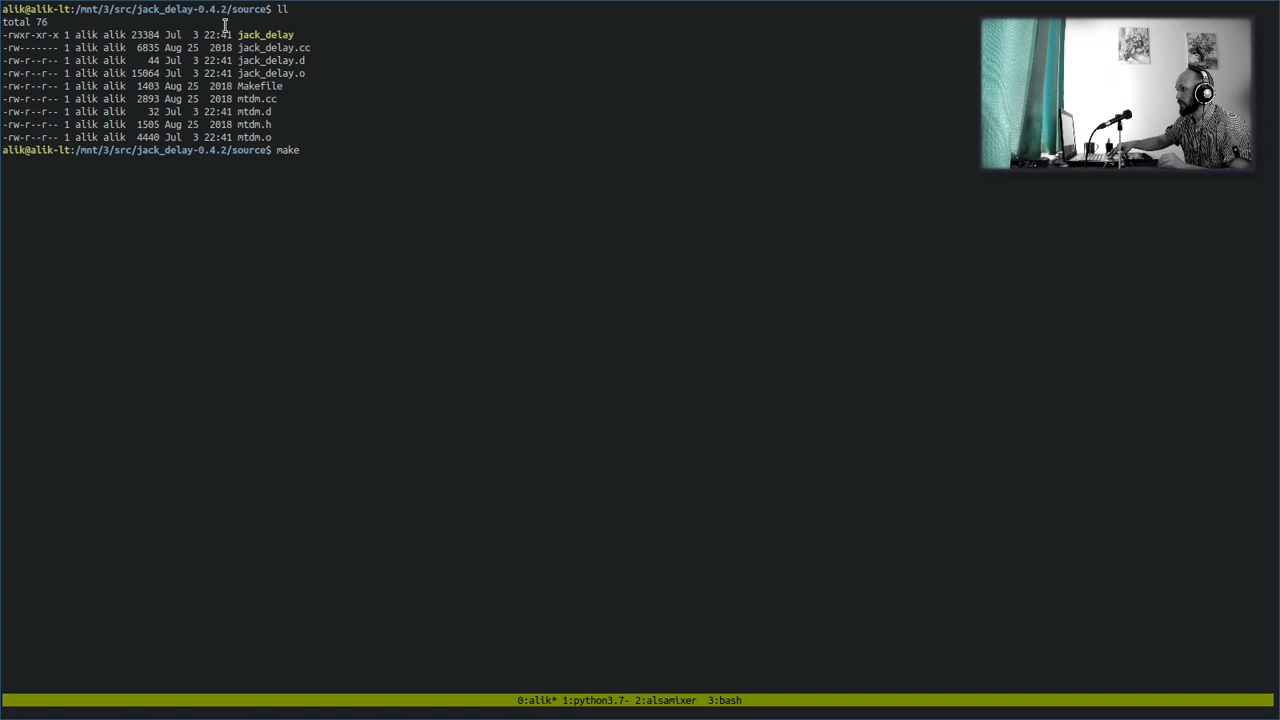 alik@alik-lt:/mnt/3/src/jack_delay-0.4.2/source$ ll
total 76
-rwxr-xr-x 1 alik alik 23384 Jul  3 22:41 jack_delay
-rw------- 1 alik alik  6835 Aug 25  2018 jack_delay.cc
-rw-r--r-- 1 alik alik    44 Jul  3 22:41 jack_delay.d
-rw-r--r-- 1 alik alik 15064 Jul  3 22:41 jack_delay.o
-rw-r--r-- 1 alik alik  1403 Aug 25  2018 Makefile
-rw-r--r-- 1 alik alik  2893 Aug 25  2018 mtdm.cc
-rw-r--r-- 1 alik alik    32 Jul  3 22:41 mtdm.d
-rw-r--r-- 1 alik alik  1505 Aug 25  2018 mtdm.h
-rw-r--r-- 1 alik alik  4440 Jul  3 22:41 mtdm.o
alik@alik-lt:/mnt/3/src/jack_delay-0.4.2/source$ make
0:alik* 1:python3.7- 2:alsamixer  3:bash